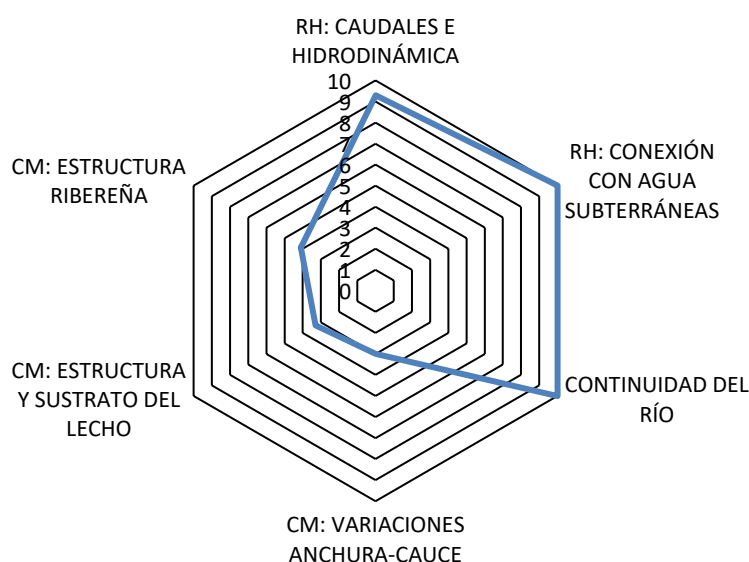 RH: CAUDALES E
HIDRODINÁMICA
10
9
8
7
6
5
4
3
2
1
0
RH: CONEXIÓN
CON AGUA
SUBTERRÁNEAS
CONTINUIDAD DEL
RÍO
CM: VARIACIONES
ANCHURA-CAUCE
CM: ESTRUCTURA
Y SUSTRATO DEL
LECHO
CM: ESTRUCTURA
RIBEREÑA